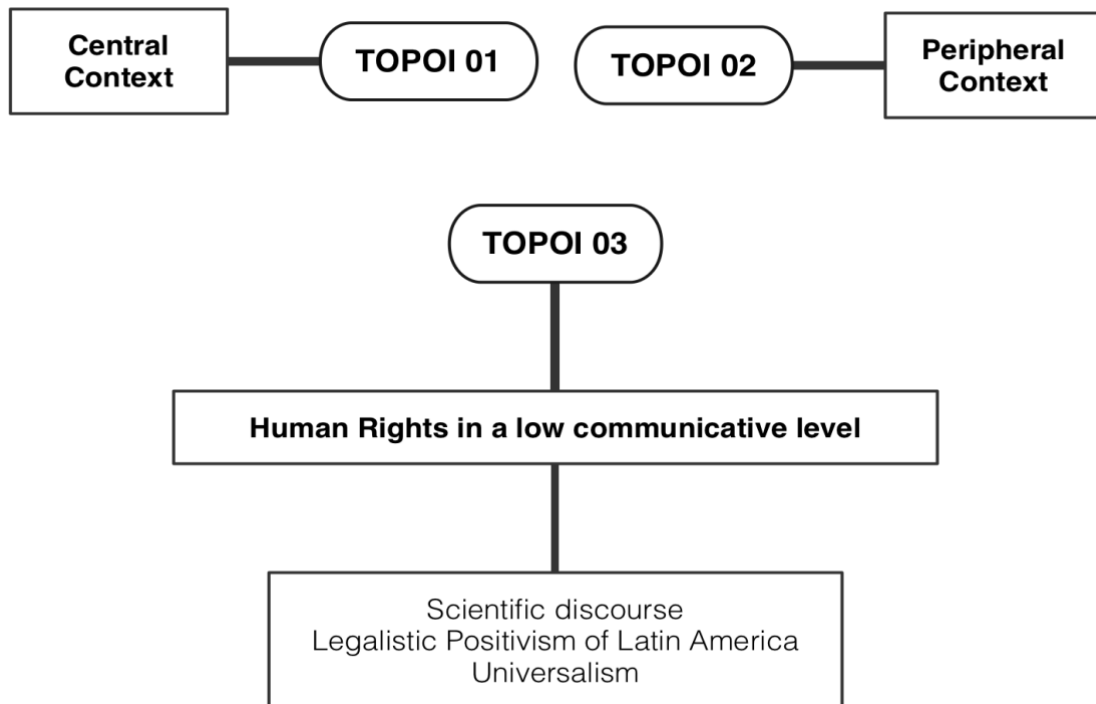 Central
Context
TOPOI 01
TOPOI 02
Peripheral
Context
TOPOI 03
Human Rights in a low communicative level
Scientific discourse
Legalistic Positivism of Latin America
Universalism